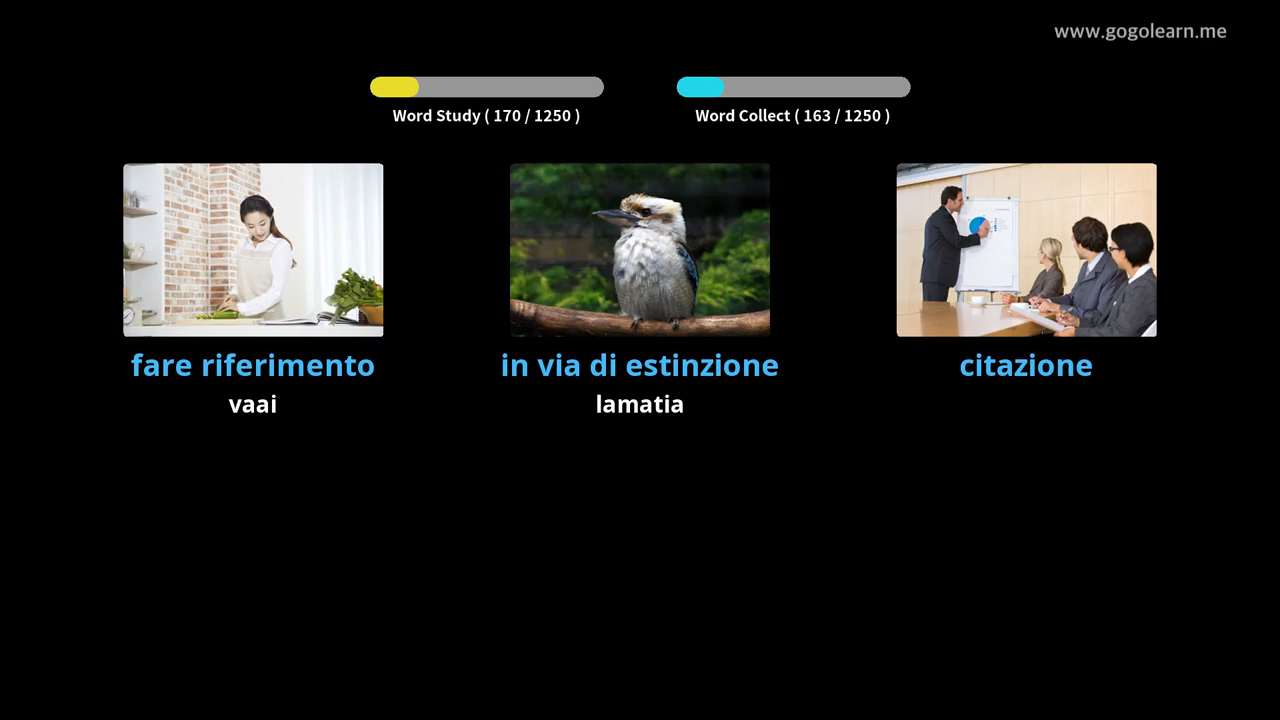 www.gogolearn.me
Word Study ( 170 / 1250 )
Word Collect ( 163 / 1250 )
fare riferimento
vaai
in via di estinzione
lamatia
citazione